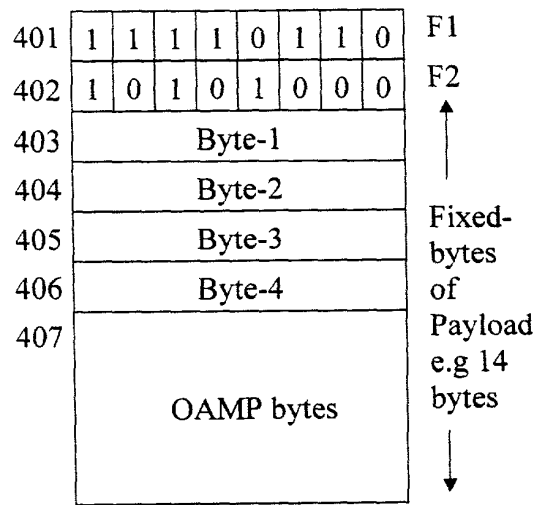 401 1 1 1 1 0 1 1 0 F1
402 1 0 1 0 1 0 0 0 F2
403 Byte-1
404 Byte-2
405 Byte-3
406 Byte-4
407
OAMP bytes
Fixed-
bytes
of
Payload
e.g 14
bytes